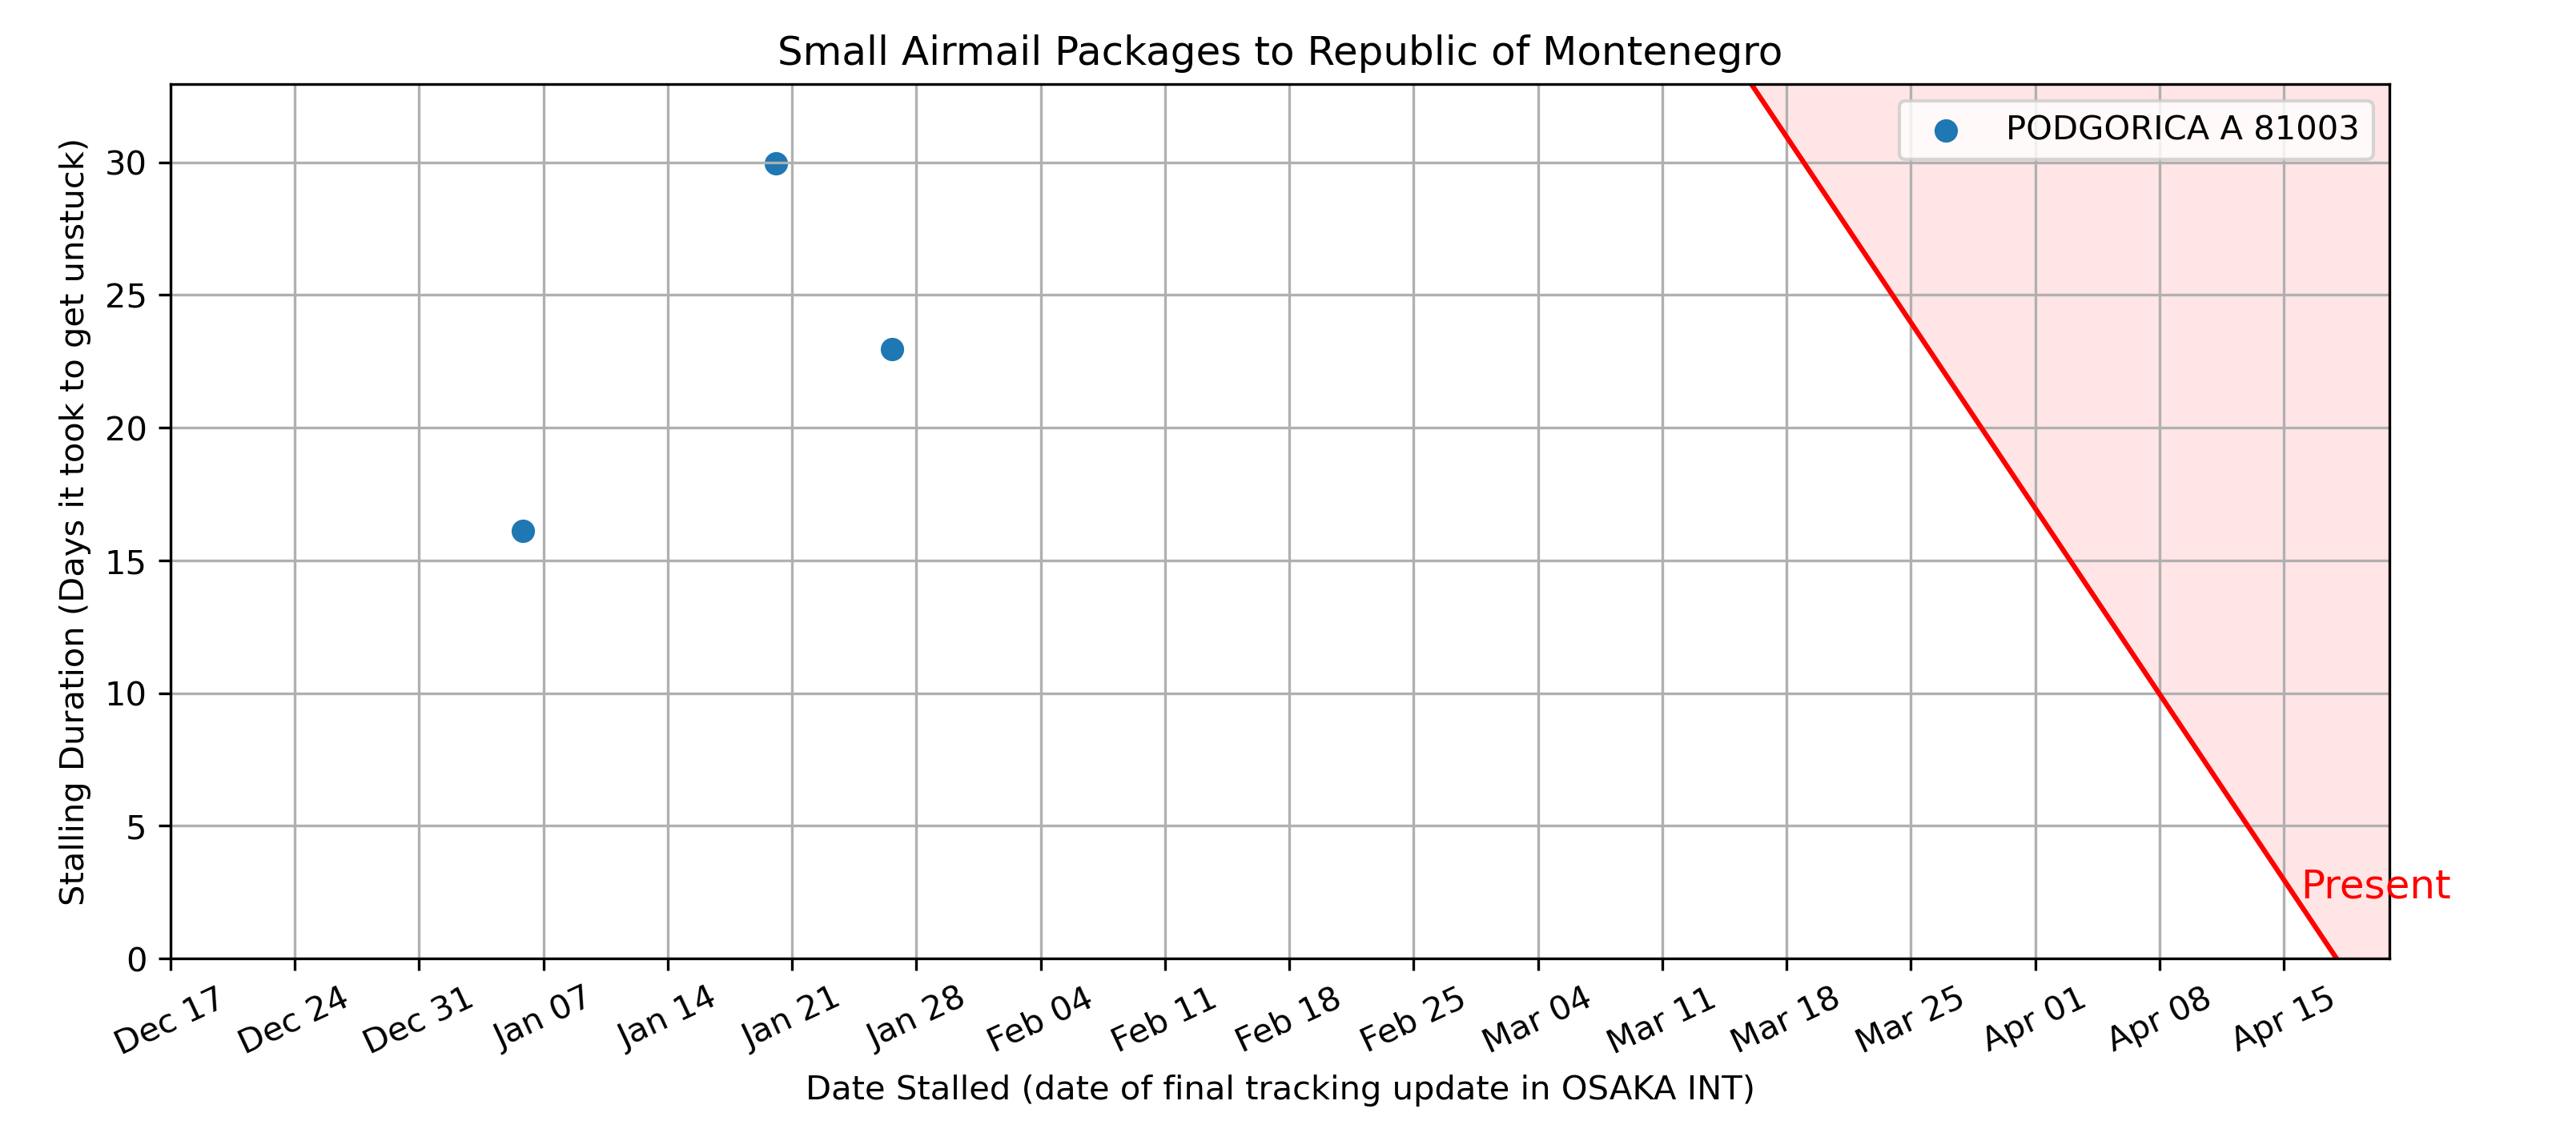 Small Airmail Packages to Republic of Montenegro
PODGORICA A 81003
Stalling Duration (Days it took to get unstuck)
30
25
20
15
10
5
0
Present
Dec 17
Dec 24
Dec 31
Jan 07
Jan 14
Jan 21
Jan 28
Feb 04
Feb 11
Feb 18
Feb 25
Mar 04
Mar 11
Mar 18
Mar 25
Apr 01
Apr 08
Apr 15
Date Stalled (date of final tracking update in OSAKA INT)